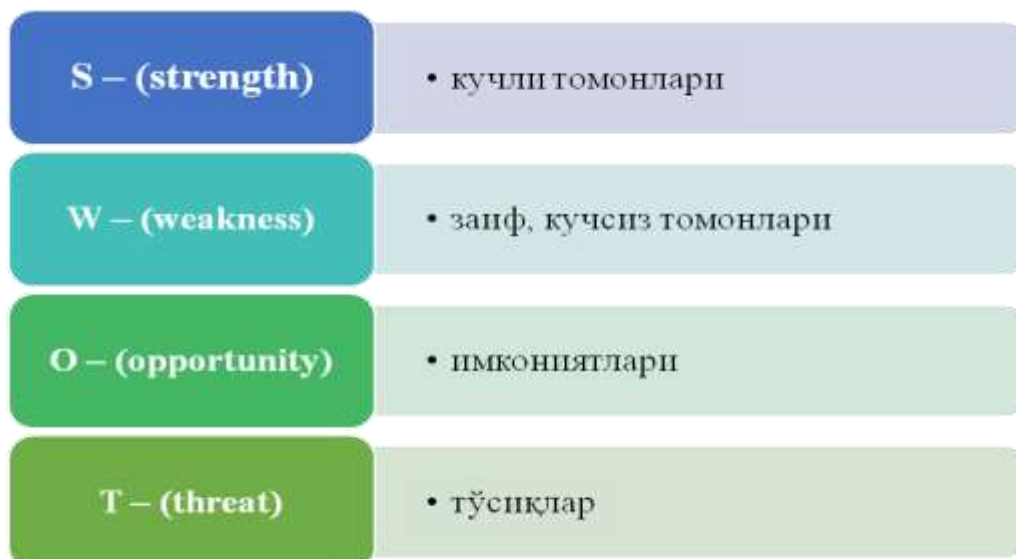 S – (strength)
• кучли томонлари
W – (weakness)
• заиф, кучсиз томонлари
O – (opportunity)
• имкониятлари
T – (threat)
• тўсиқлар